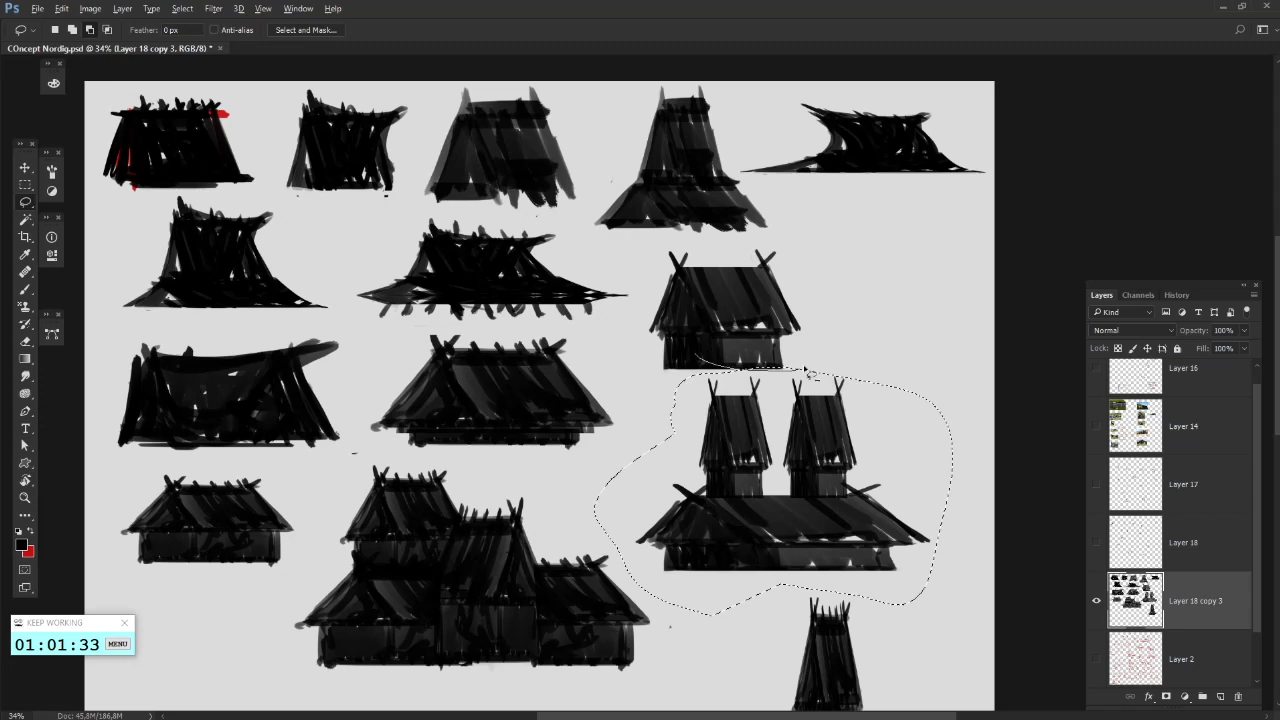 Ps File Edit Image Layer Type Select Filter 3D View Window Help
Feather: 0 px Anti-alias Select and Mask...
COncept Nordig.psd @ 34% (Layer 18 copy 3, RGB/8) *
Layers Channels History
Kind
Normal Opacity: 100%
Lock: Fill: 100%
Layer 16
Layer 14
Layer 17
Layer 18
Layer 18 copy 3
Layer 2
KEEP WORKING
01:01:33 MENU
34% Doc: 45,8M/186,8M